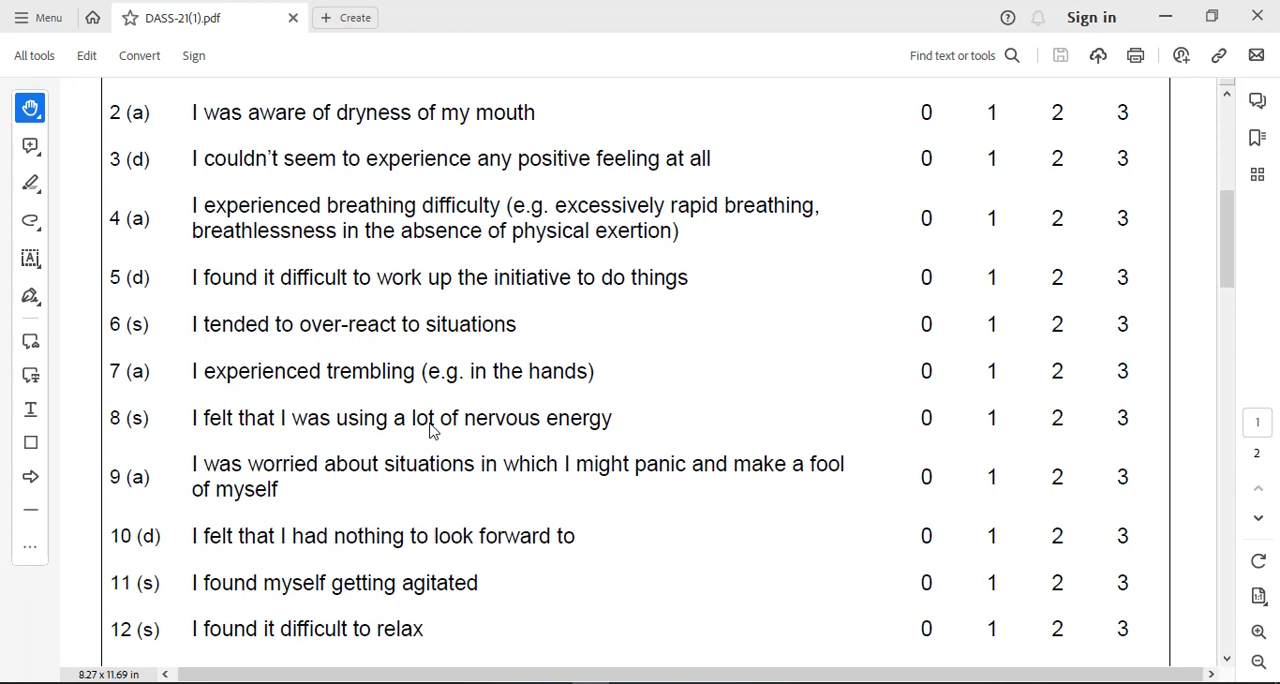 Menu DASS-21(1).pdf Create Sign in
All tools Edit Convert Sign Find text or tools
2 (a) I was aware of dryness of my mouth 0 1 2 3
3 (d) I couldn’t seem to experience any positive feeling at all 0 1 2 3
4 (a) I experienced breathing difficulty (e.g. excessively rapid breathing,
breathlessness in the absence of physical exertion) 0 1 2 3
5 (d) I found it difficult to work up the initiative to do things 0 1 2 3
6 (s) I tended to over-react to situations 0 1 2 3
7 (a) I experienced trembling (e.g. in the hands) 0 1 2 3
8 (s) I felt that I was using a lot of nervous energy 0 1 2 3
9 (a) I was worried about situations in which I might panic and make a fool
of myself 0 1 2 3
10 (d) I felt that I had nothing to look forward to 0 1 2 3
11 (s) I found myself getting agitated 0 1 2 3
12 (s) I found it difficult to relax 0 1 2 3
1
2
8.27 x 11.69 in